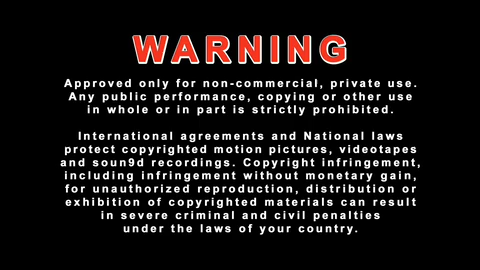 WARNING
Approved only for non-commercial, private use.
Any public performance, copying or other use
in whole or in part is strictly prohibited.
International agreements and National laws
protect copyrighted motion pictures, videotapes
and soun9d recordings. Copyright infringement,
including infringement without monetary gain,
for unauthorized reproduction, distribution or
exhibition of copyrighted materials can result
in severe criminal and civil penalties
under the laws of your country.